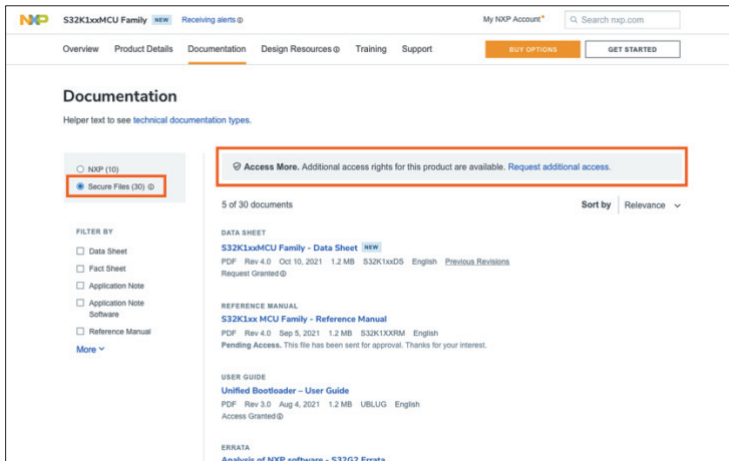 NXP S32K1xxMCU Family NEW Receiving alerts My NXP Account Search nxp.com
Overview Product Details Documentation Design Resources Training Support BUY OPTIONS GET STARTED
Documentation
Helper text to see technical documentation types.
NXP (10)
Secure Files (30)
FILTER BY
Data Sheet
Fact Sheet
Application Note
Application Note
Software
Reference Manual
More
Access More. Additional access rights for this product are available. Request additional access.
5 of 30 documents Sort by Relevance
DATA SHEET
S32K1xxMCU Family - Data Sheet NEW
PDF Rev 4.0 Oct 10, 2021 1.2 MB S32K1xxDS English Previous Revisions
Request Granted
REFERENCE MANUAL
S32K1xx MCU Family - Reference Manual
PDF Rev 4.0 Sep 5, 2021 1.2 MB S32K1XXRM English
Pending Access. This file has been sent for approval. Thanks for your interest.
USER GUIDE
Unified Bootloader – User Guide
PDF Rev 3.0 Aug 4, 2021 1.2 MB UBLUG English
Access Granted
ERRATA
Analysis of NXP software - S32G2 Errata